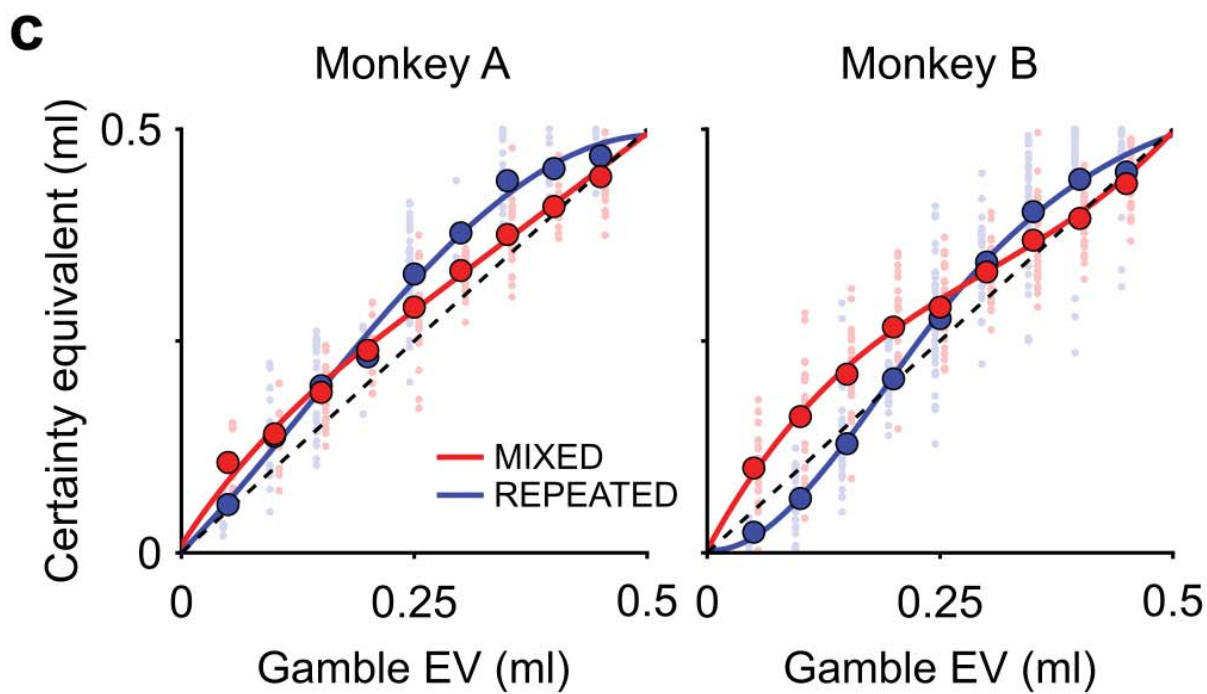 c
Monkey A
Monkey B
Certainty equivalent (ml)
0.5
0
MIXED
REPEATED
0 0.25 0.5
0 0.25 0.5
Gamble EV (ml)
Gamble EV (ml)